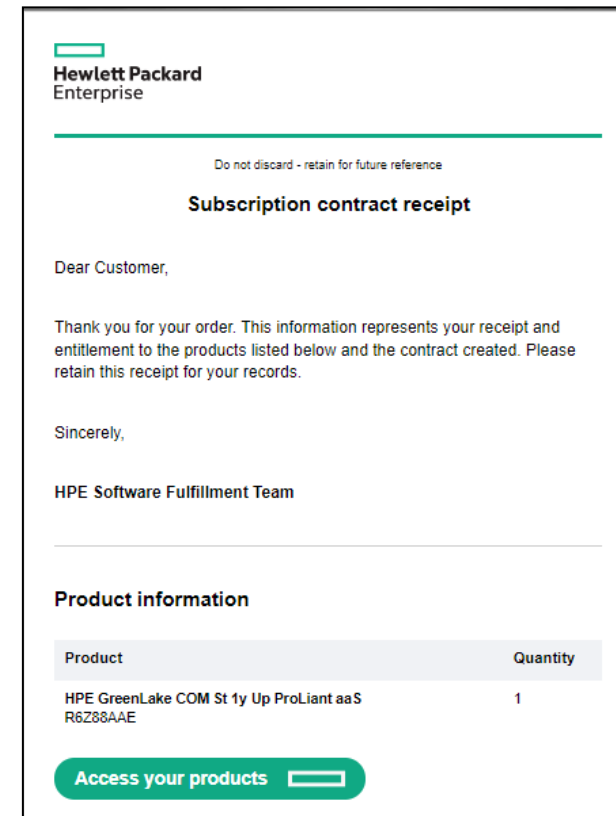 Hewlett Packard
Enterprise
Do not discard - retain for future reference
Subscription contract receipt
Dear Customer,
Thank you for your order. This information represents your receipt and
entitlement to the products listed below and the contract created. Please
retain this receipt for your records.
Sincerely,
HPE Software Fulfillment Team
Product information
Product Quantity
HPE GreenLake COM St 1y Up ProLiant aaS 1
R6Z88AAE
Access your products